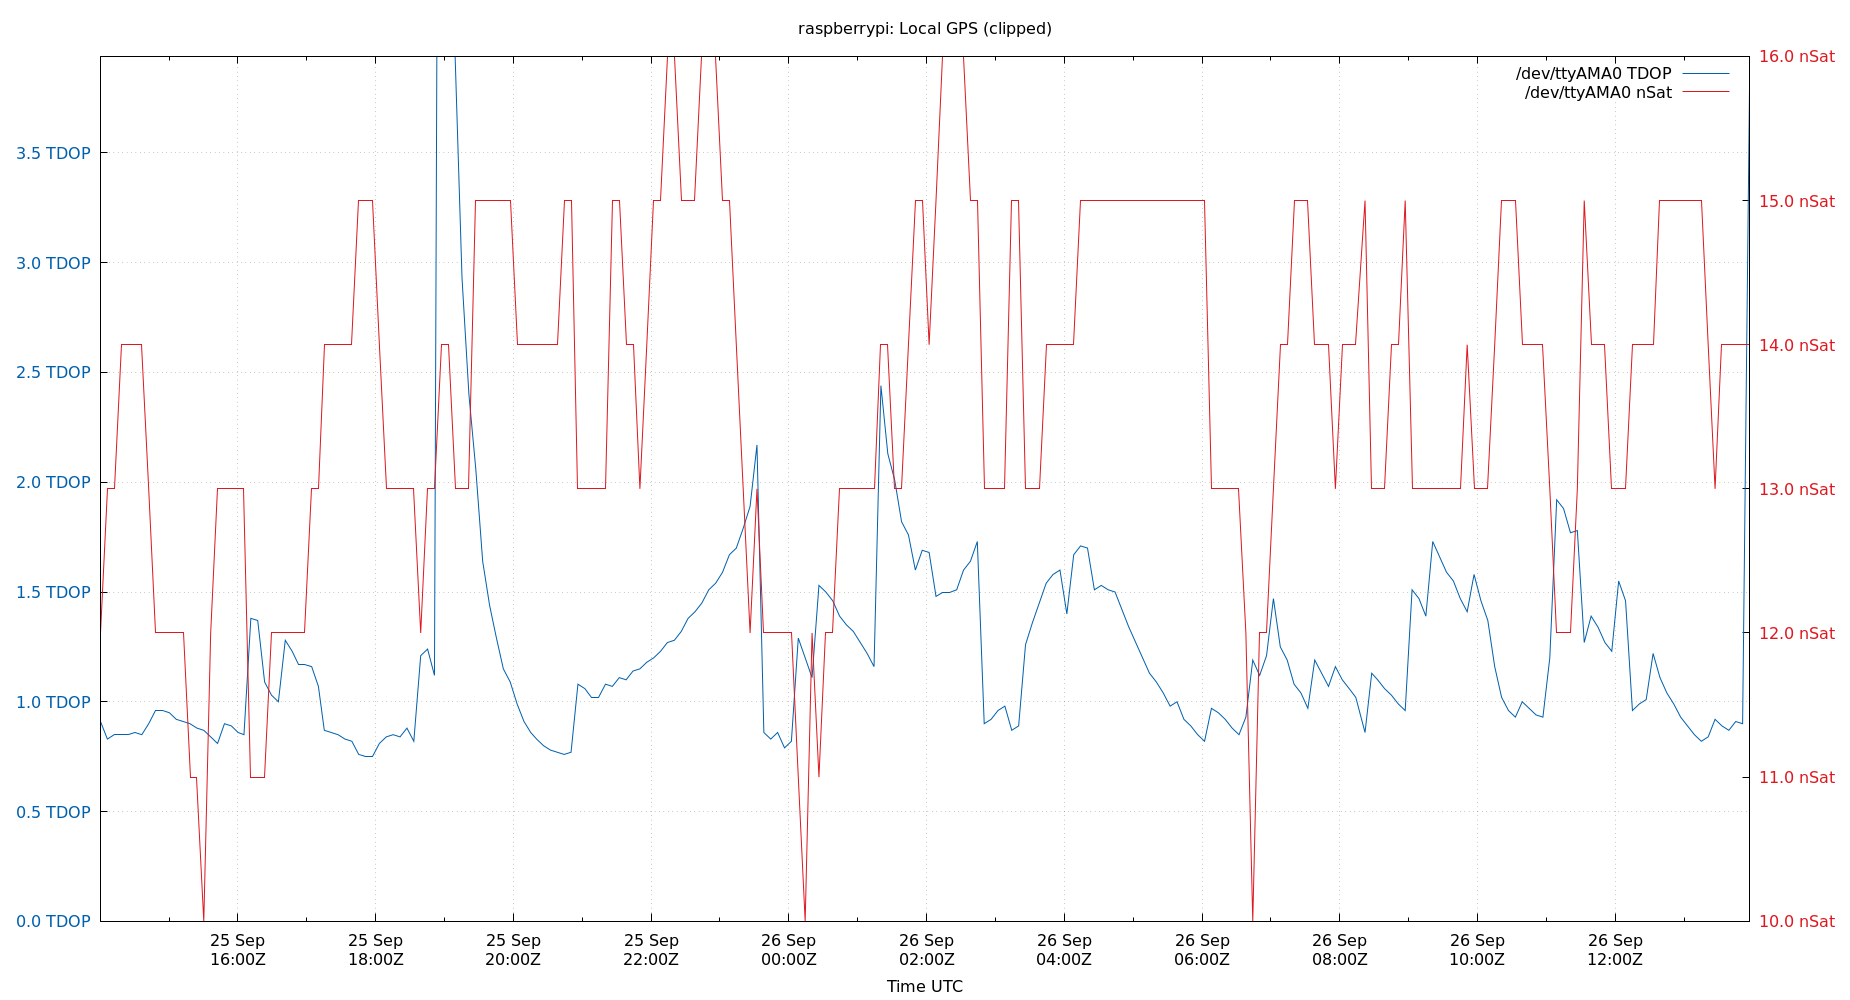 raspberrypi: Local GPS (clipped)
16.0 nSat
/dev/ttyAMA0 TDOP
/dev/ttyAMA0 nSat
3.5 TDOP
15.0 nSat
3.0 TDOP
14.0 nSat
2.5 TDOP
2.0 TDOP
13.0 nSat
1.5 TDOP
12.0 nSat
1.0 TDOP
11.0 nSat
0.5 TDOP
0.0 TDOP
10.0 nSat
25 Sep 25 Sep 25 Sep 25 Sep 26 Sep 26 Sep 26 Sep 26 Sep 26 Sep 26 Sep 26 Sep
16:00Z 18:00Z 20:00Z 22:00Z 00:00Z 02:00Z 04:00Z 06:00Z 08:00Z 10:00Z 12:00Z
Time UTC